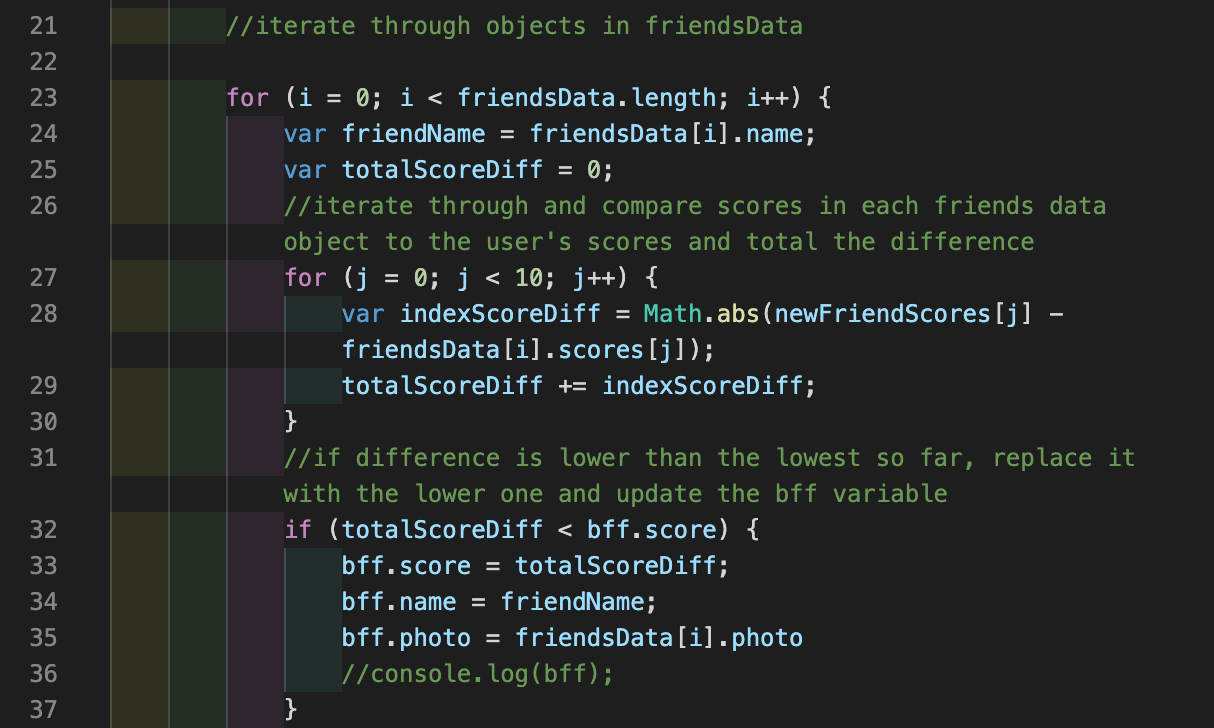 21 //iterate through objects in friendsData
22
23 for (i = 0; i < friendsData.length; i++) {
24 var friendName = friendsData[i].name;
25 var totalScoreDiff = 0;
26 //iterate through and compare scores in each friends data
object to the user's scores and total the difference
27 for (j = 0; j < 10; j++) {
28 var indexScoreDiff = Math.abs(newFriendScores[j] -
friendsData[i].scores[j]);
29 totalScoreDiff += indexScoreDiff;
30 }
31 //if difference is lower than the lowest so far, replace it
with the lower one and update the bff variable
32 if (totalScoreDiff < bff.score) {
33 bff.score = totalScoreDiff;
34 bff.name = friendName;
35 bff.photo = friendsData[i].photo
36 //console.log(bff);
37 }